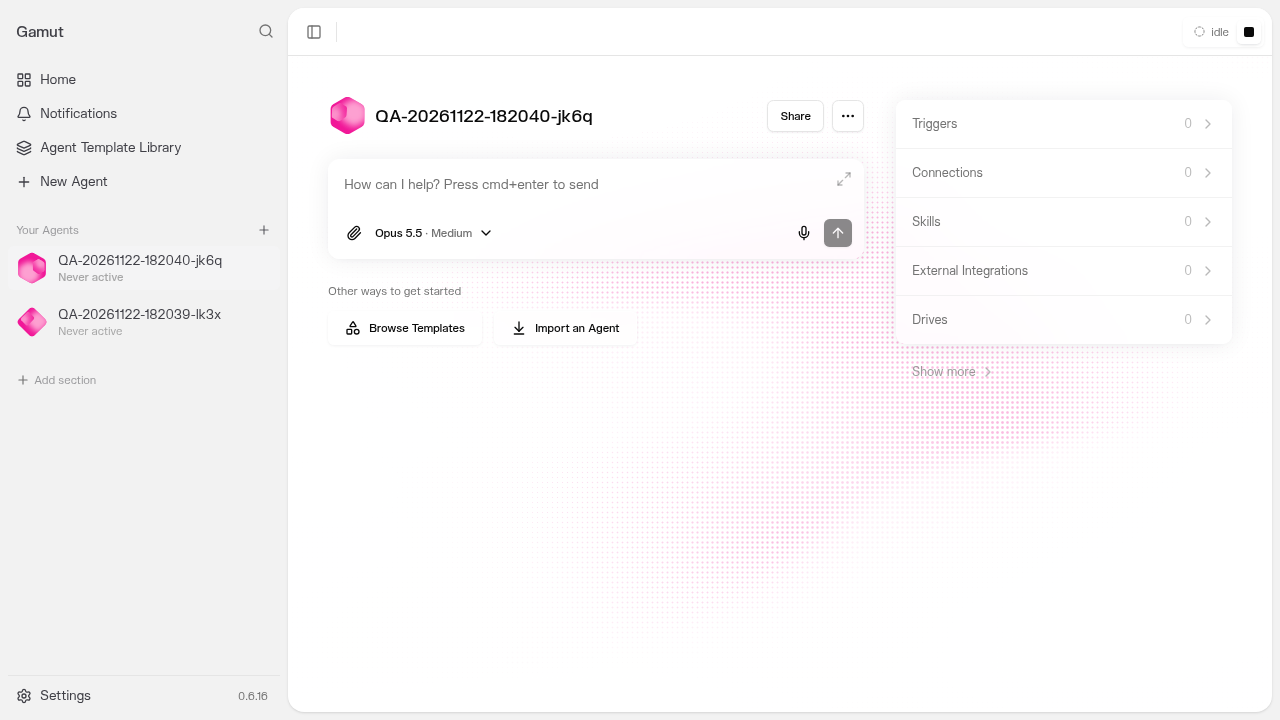 Gamut
Home
Notifications
Agent Template Library
New Agent
Your Agents
QA-20261122-182040-jk6q
Never active
QA-20261122-182039-lk3x
Never active
Add section
Settings
0.6.16
idle
QA-20261122-182040-jk6q
Share
How can I help? Press cmd+enter to send
Opus 5.5 · Medium
Other ways to get started
Browse Templates
Import an Agent
Triggers 0
Connections 0
Skills 0
External Integrations 0
Drives 0
Show more